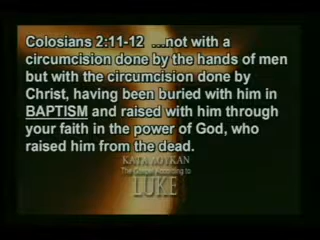 Colossians 2:11-12 ...not with a
circumcision done by the hands of men
but with the circumcision done by
Christ, having been buried with him in
BAPTISM and raised with him through
your faith in the power of God, who
raised him from the dead.
ΚΑΤΑ ΛΟΥΚΑΝ
The Gospel According to
LUKE